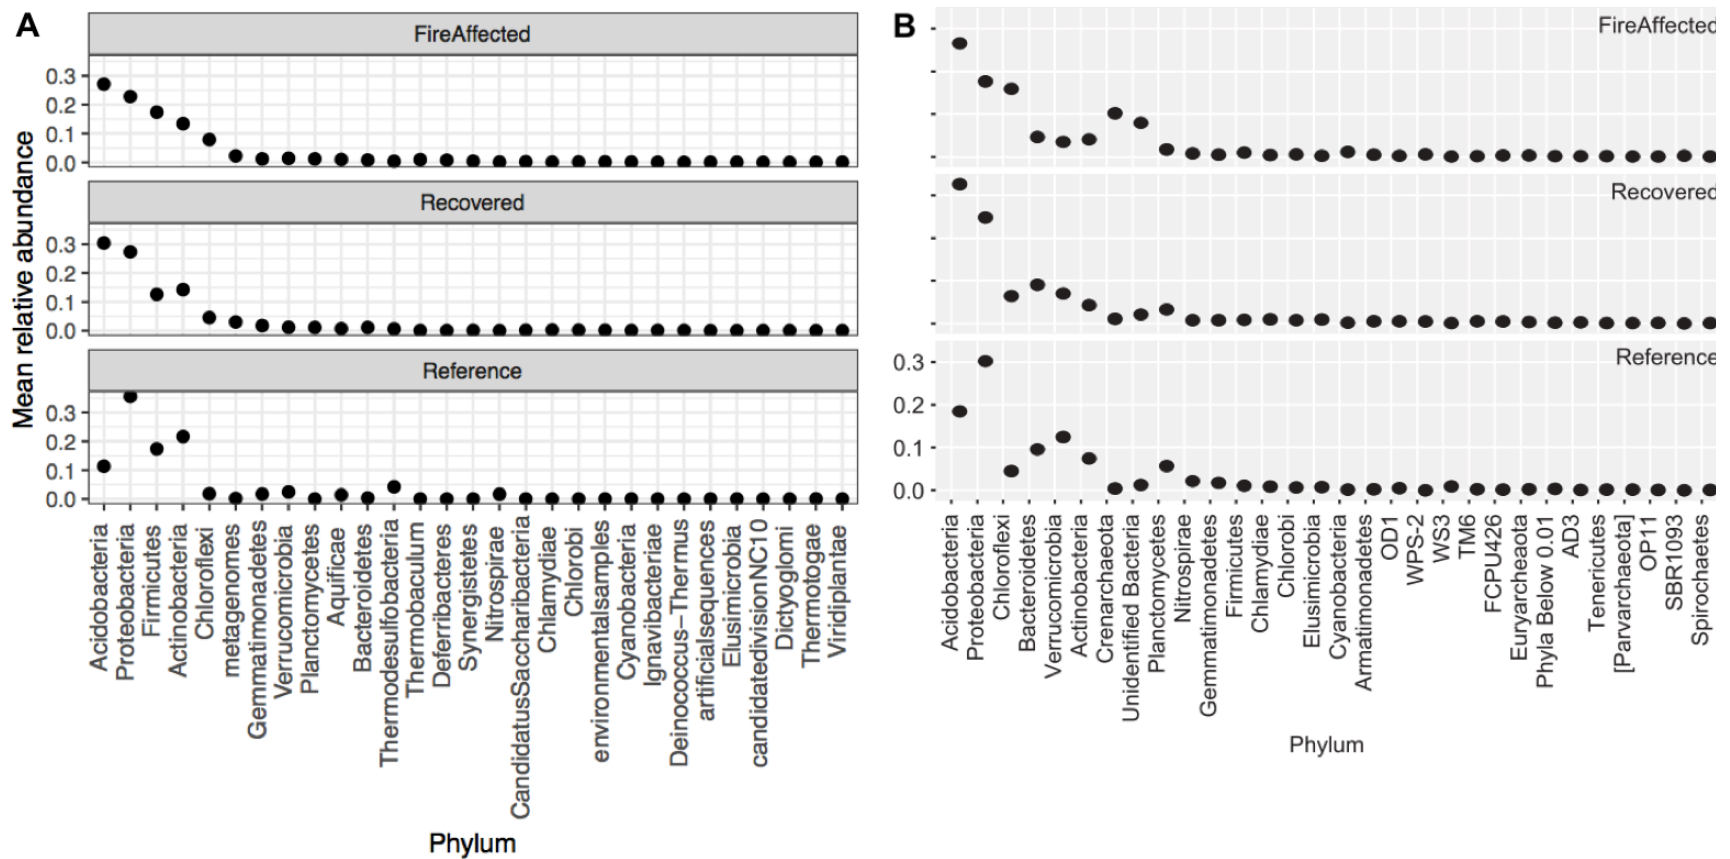 A
FireAffected
0.3
0.2
0.1
0.0
Recovered
0.3
0.2
0.1
0.0
Reference
0.3
0.2
0.1
0.0
Mean relative abundance
Acidobacteria
Proteobacteria
Firmicutes
Actinobacteria
Chloroflexi
metagenomes
Gemmatimonadetes
Verrucomicrobia
Planctomycetes
Aquificae
Bacteroidetes
Thermodesulfobacteria
Thermobaculum
Deferribacteres
Synergistetes
Nitrospirae
CandidatusSaccharibacteria
Chlamydiae
Chlorobi
environmentalsamples
Cyanobacteria
Ignavibacteriae
Deinococcus-Thermus
artificialsequences
Elusimicrobia
candidatedivisionNC10
Dictyoglomi
Thermotogae
Viridiplantae
Phylum
B
FireAffected
Recovered
Reference
0.3
0.2
0.1
0.0
Acidobacteria
Proteobacteria
Chloroflexi
Bacteroidetes
Verrucomicrobia
Actinobacteria
Crenarchaeota
Unidentified Bacteria
Planctomycetes
Nitrospirae
Gemmatimonadetes
Firmicutes
Chlamydiae
Chlorobi
Elusimicrobia
Cyanobacteria
Armatimonadetes
OD1
WPS-2
WS3
TM6
FCPU426
Euryarcheaota
Phyla Below 0.01
AD3
Tenericutes
[Parvarchaeota]
OP11
SBR1093
Spirochaetes
Phylum